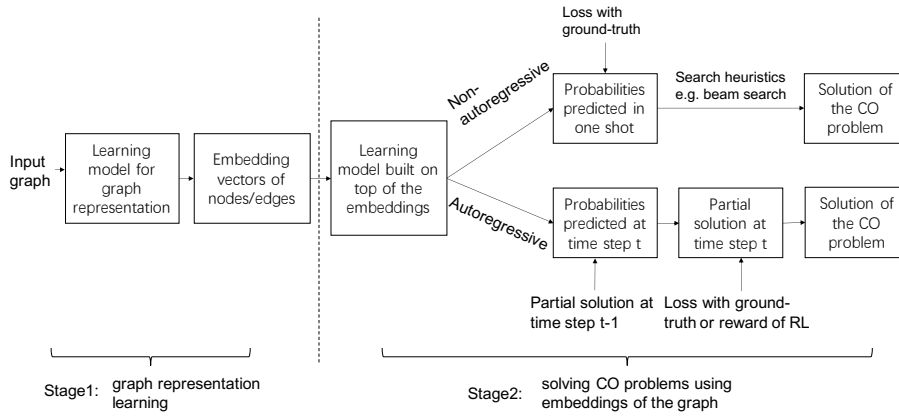 Loss with
ground-truth
Non-
autoregressive
Probabilities
predicted in
one shot
Search heuristics
e.g. beam search
Solution of
the CO
problem
Input
graph
Learning
model for
graph
representation
Embedding
vectors of
nodes/edges
Learning
model built on
top of the
embeddings
Autoregressive
Probabilities
predicted at
time step t
Partial
solution at
time step t
Solution of
the CO
problem
Partial solution at
time step t-1
Loss with ground-
truth or reward of RL
Stage1: graph representation
learning
Stage2: solving CO problems using
embeddings of the graph